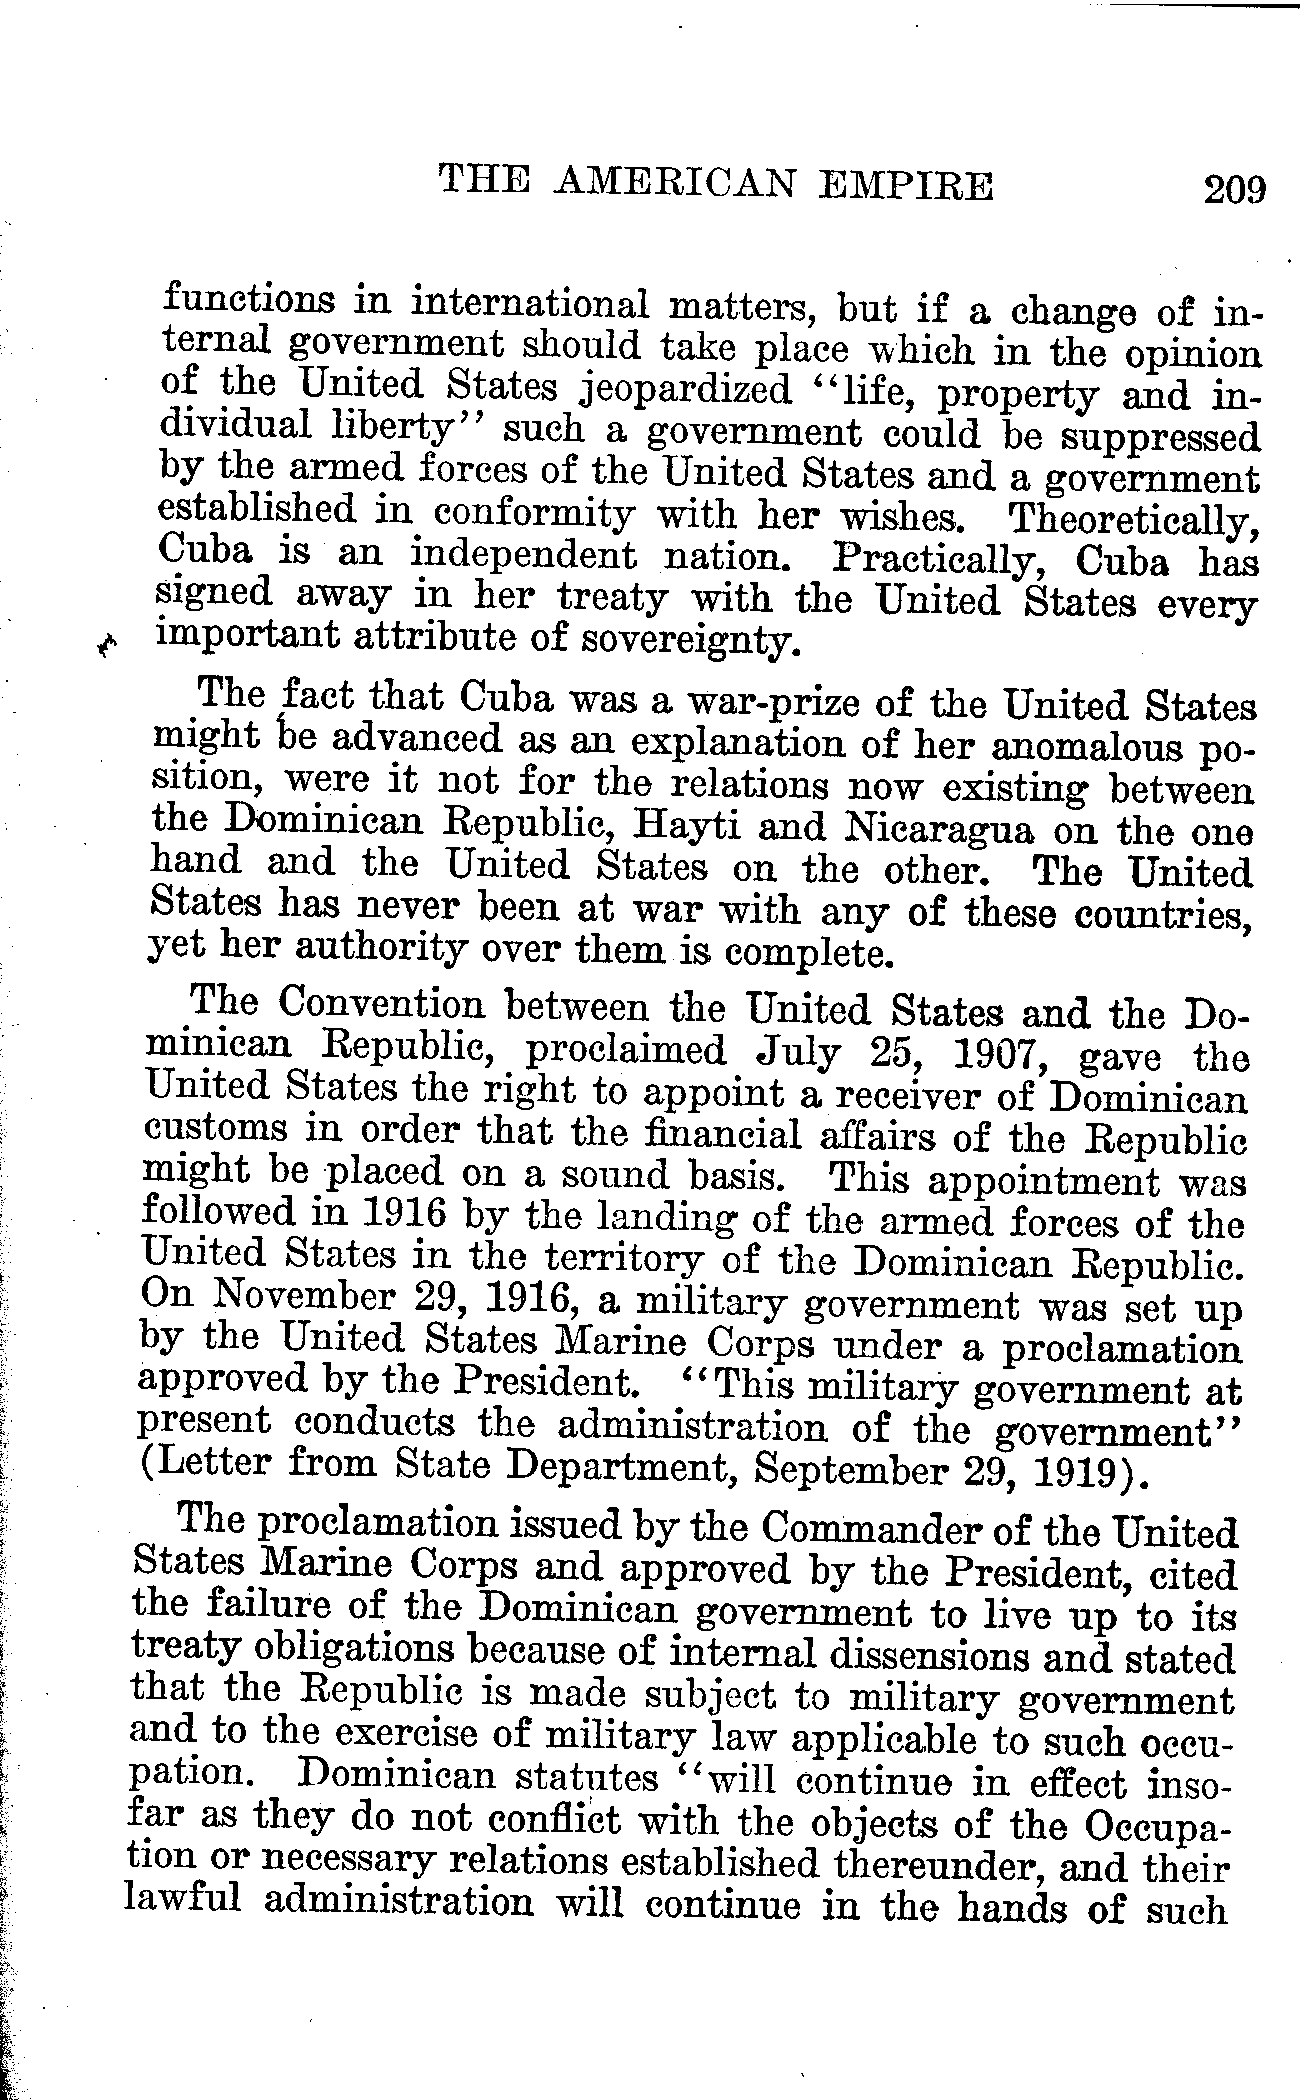 THE AMERICAN EMPIRE 209
functions in international matters, but if a change of in-
ternal government should take place which in the opinion
of the United States jeopardized "life, property and in-
dividual liberty" such a government could be suppressed
by the armed forces of the United States and a government
established in conformity with her wishes. Theoretically,
Cuba is an independent nation. Practically, Cuba has
signed away in her treaty with the United States every
important attribute of sovereignty.
The fact that Cuba was a war-prize of the United States
might be advanced as an explanation of her anomalous po-
sition, were it not for the relations now existing between
the Dominican Republic, Hayti and Nicaragua on the one
hand and the United States on the other. The United
States has never been at war with any of these countries,
yet her authority over them is complete.
The Convention between the United States and the Do-
minican Republic, proclaimed July 25, 1907, gave the
United States the right to appoint a receiver of Dominican
customs in order that the financial affairs of the Republic
might be placed on a sound basis. This appointment was
followed in 1916 by the landing of the armed forces of the
United States in the territory of the Dominican Republic.
On November 29, 1916, a military government was set up
by the United States Marine Corps under a proclamation
approved by the President. "This military government at
present conducts the administration of the government"
(Letter from State Department, September 29, 1919).
The proclamation issued by the Commander of the United
States Marine Corps and approved by the President, cited
the failure of the Dominican government to live up to its
treaty obligations because of internal dissensions and stated
that the Republic is made subject to military government
and to the exercise of military law applicable to such occu-
pation. Dominican statutes "will continue in effect inso-
far as they do not conflict with the objects of the Occupa-
tion or necessary relations established thereunder, and their
lawful administration will continue in the hands of such